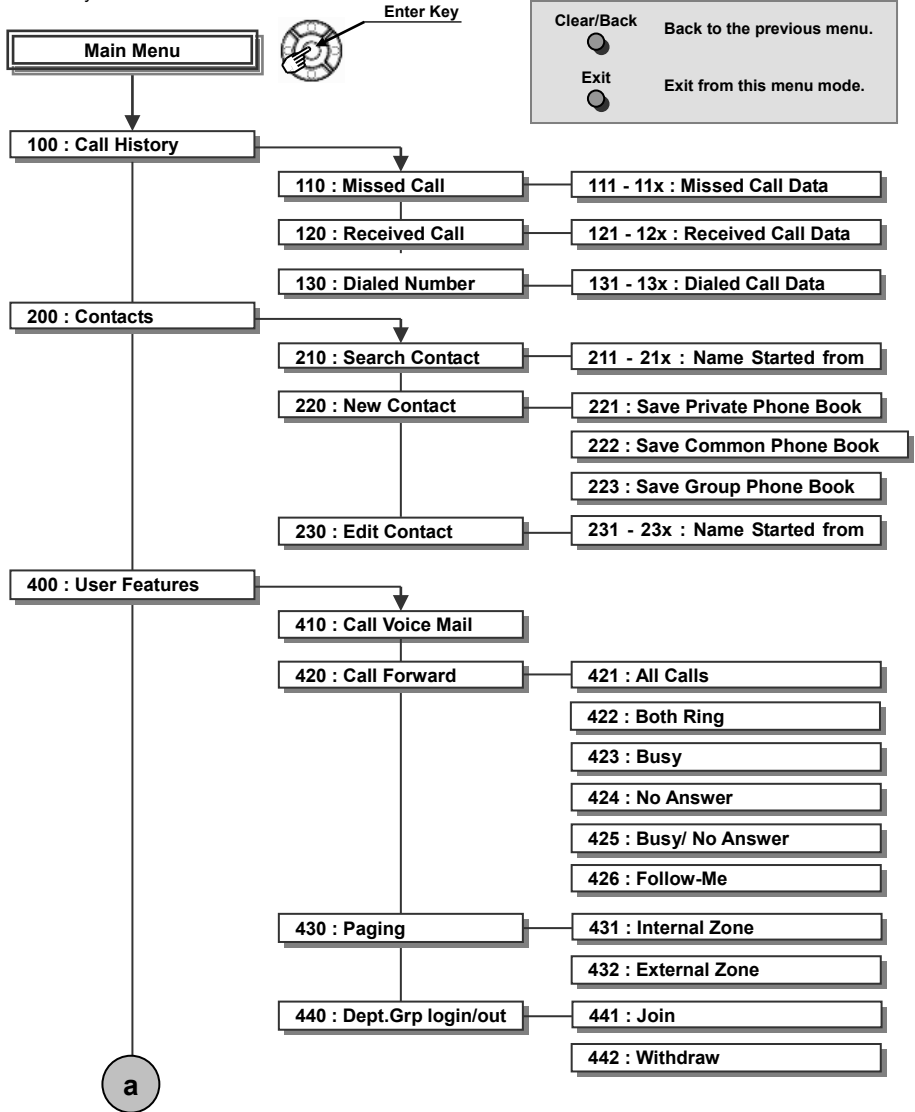 Enter Key
Clear/Back
Back to the previous menu.
Exit
Exit from this menu mode.
Main Menu
100 : Call History
110 : Missed Call
111 - 11x : Missed Call Data
120 : Received Call
121 - 12x : Received Call Data
130 : Dialed Number
131 - 13x : Dialed Call Data
200 : Contacts
210 : Search Contact
211 - 21x : Name Started from
220 : New Contact
221 : Save Private Phone Book
222 : Save Common Phone Book
223 : Save Group Phone Book
230 : Edit Contact
231 - 23x : Name Started from
400 : User Features
410 : Call Voice Mail
420 : Call Forward
421 : All Calls
422 : Both Ring
423 : Busy
424 : No Answer
425 : Busy/ No Answer
426 : Follow-Me
430 : Paging
431 : Internal Zone
432 : External Zone
440 : Dept.Grp login/out
441 : Join
442 : Withdraw
a